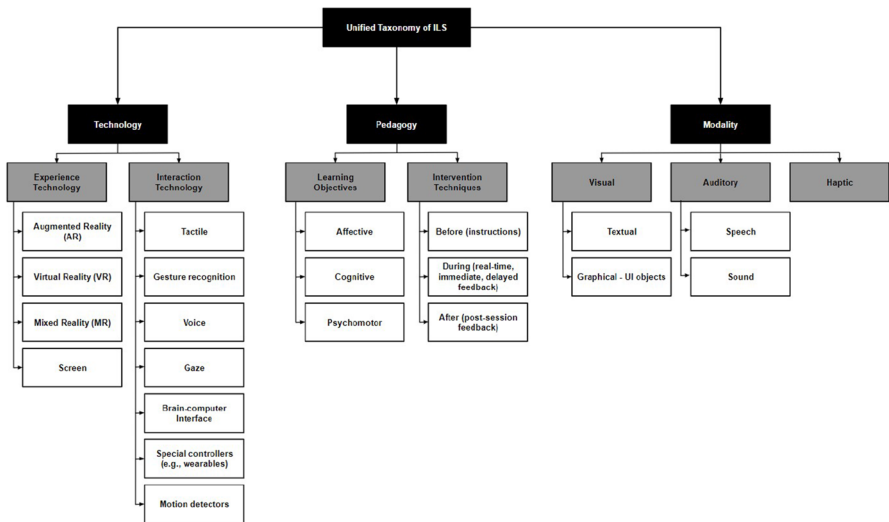 Unified Taxonomy of ILS
Technology
Pedagogy
Modality
Experience
Technology
Interaction
Technology
Learning
Objectives
Intervention
Techniques
Visual
Auditory
Haptic
Augmented Reality
(AR)
Virtual Reality (VR)
Mixed Reality (MR)
Screen
Tactile
Gesture recognition
Voice
Gaze
Brain-computer
Interface
Special controllers
(e.g., wearables)
Motion detectors
Affective
Cognitive
Psychomotor
Before (instructions)
During (real-time,
immediate, delayed
feedback)
After (post-session
feedback)
Textual
Graphical - UI objects
Speech
Sound